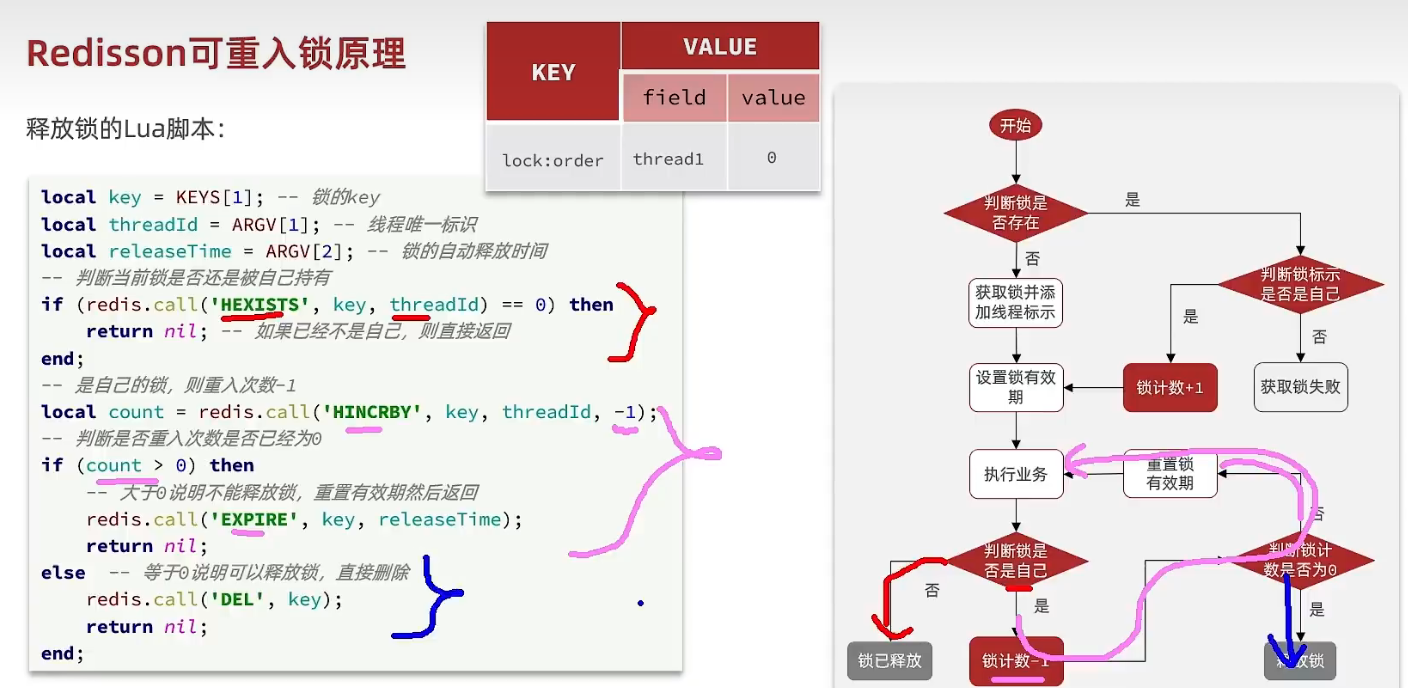 Redisson可重入锁原理
KEY
VALUE
field
value
lock:order
thread1
0
释放锁的Lua脚本：
local key = KEYS[1]; -- 锁的key
local threadId = ARGV[1]; -- 线程唯一标识
local releaseTime = ARGV[2]; -- 锁的自动释放时间
-- 判断当前锁是否还是被自己持有
if (redis.call('HEXISTS', key, threadId) == 0) then
return nil; -- 如果已经不是自己，则直接返回
end;
-- 是自己的锁，则重入次数-1
local count = redis.call('HINCRBY', key, threadId, -1);
-- 判断是否重入次数是否已经为0
if (count > 0) then
-- 大于0说明不能释放锁，重置有效期然后返回
redis.call('EXPIRE', key, releaseTime);
return nil;
else -- 等于0说明可以释放锁，直接删除
redis.call('DEL', key);
return nil;
end;
开始
判断锁是
否存在
是
否
获取锁并添
加线程标示
判断锁标示
是否是自己
是
否
设置锁有效
期
锁计数+1
获取锁失败
执行业务
重置锁
有效期
否
判断锁是
否是自己
判断锁计
数是否为0
否
是
是
锁已释放
锁计数-1
释放锁